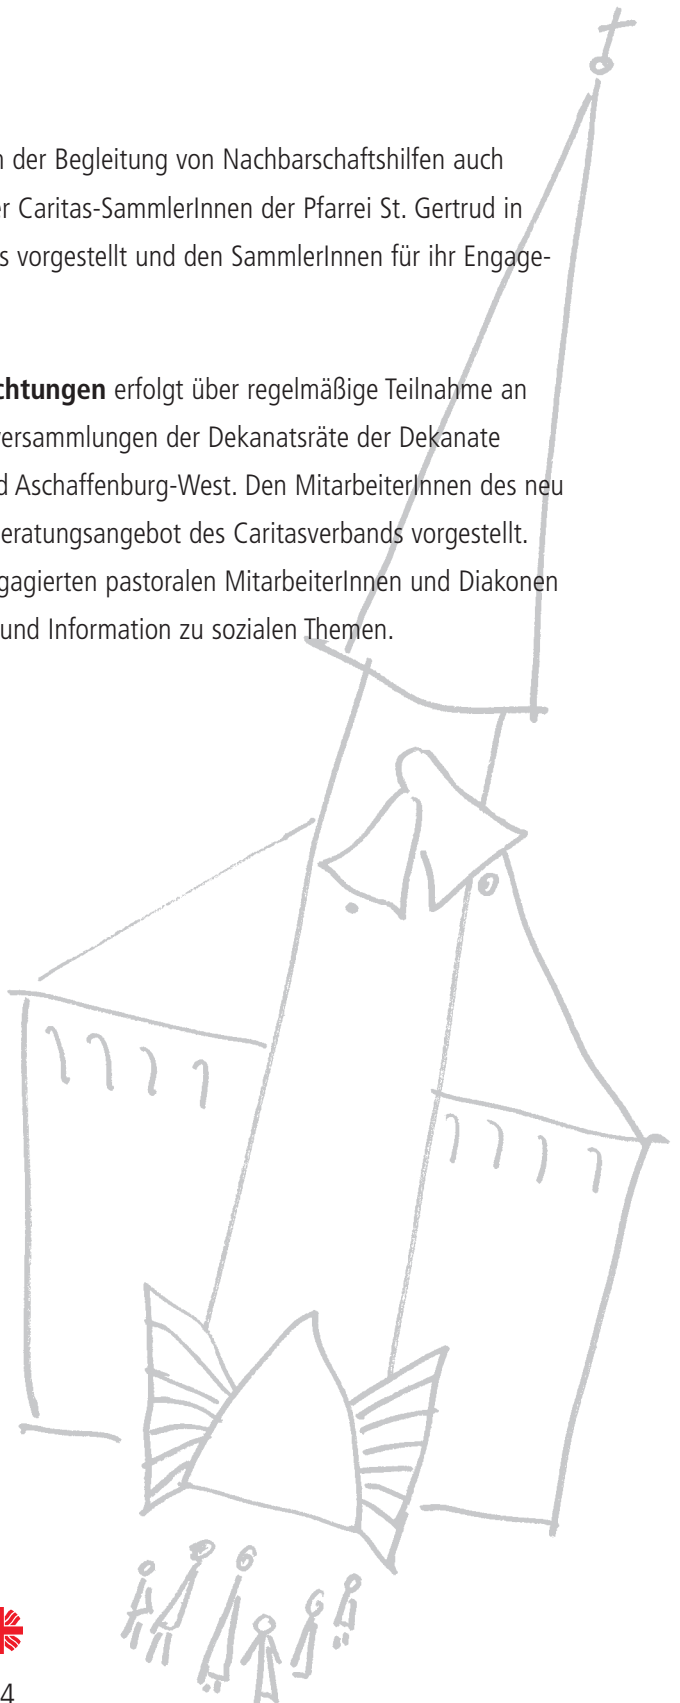 n der Begleitung von Nachbarschaftshilfen auch
er Caritas-SammlerInnen der Pfarrei St. Gertrud in
s vorgestellt und den SammlerInnen für ihr Engage-
chtungen erfolgt über regelmäßige Teilnahme an
versammlungen der Dekanatsräte der Dekanate
d Aschaffenburg-West. Den MitarbeiterInnen des neu
eratungsangebot des Caritasverbands vorgestellt.
gagierten pastoralen MitarbeiterInnen und Diakonen
und Information zu sozialen Themen.
4